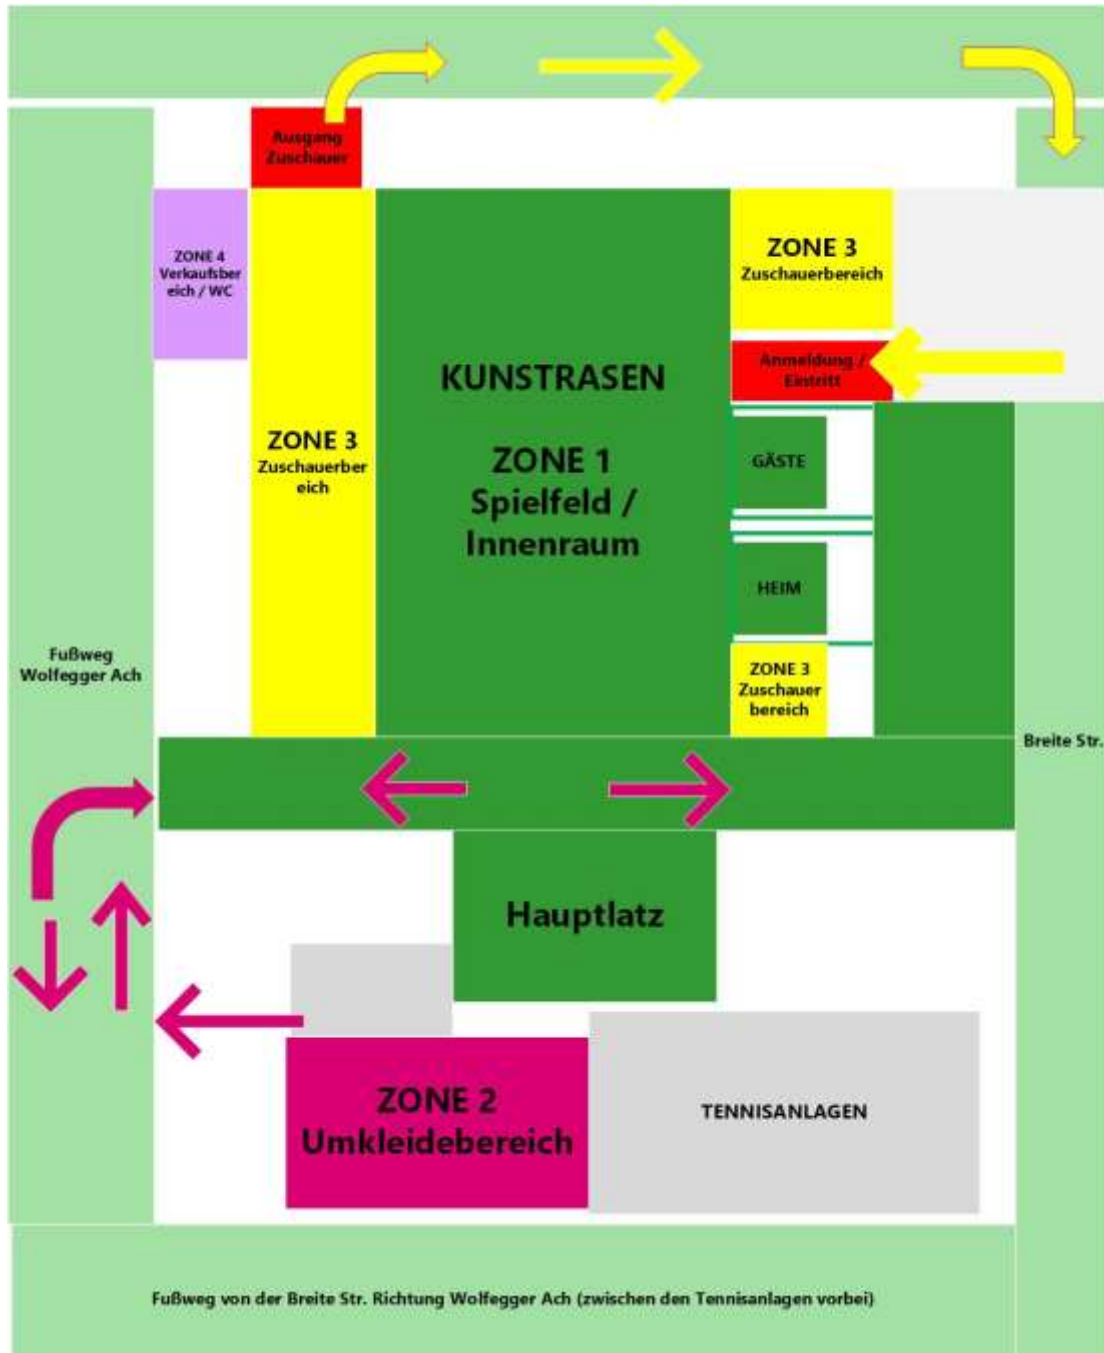 Ausgang
Zuschauer
ZONE 4
Verkaufsber
eich / WC
ZONE 3
Zuschauerbereich
Anmeldung /
Eintritt
KUNSTRASEN
ZONE 1
Spielfeld /
Innenraum
ZONE 3
Zuschauerber
eich
GÄSTE
HEIM
ZONE 3
Zuschauer
bereich
Fußweg
Wolfegger Ach
Breite Str.
Hauptlatz
ZONE 2
Umkleidebereich
TENNISANLAGEN
Fußweg von der Breite Str. Richtung Wolfegger Ach (zwischen den Tennisanlagen vorbei)